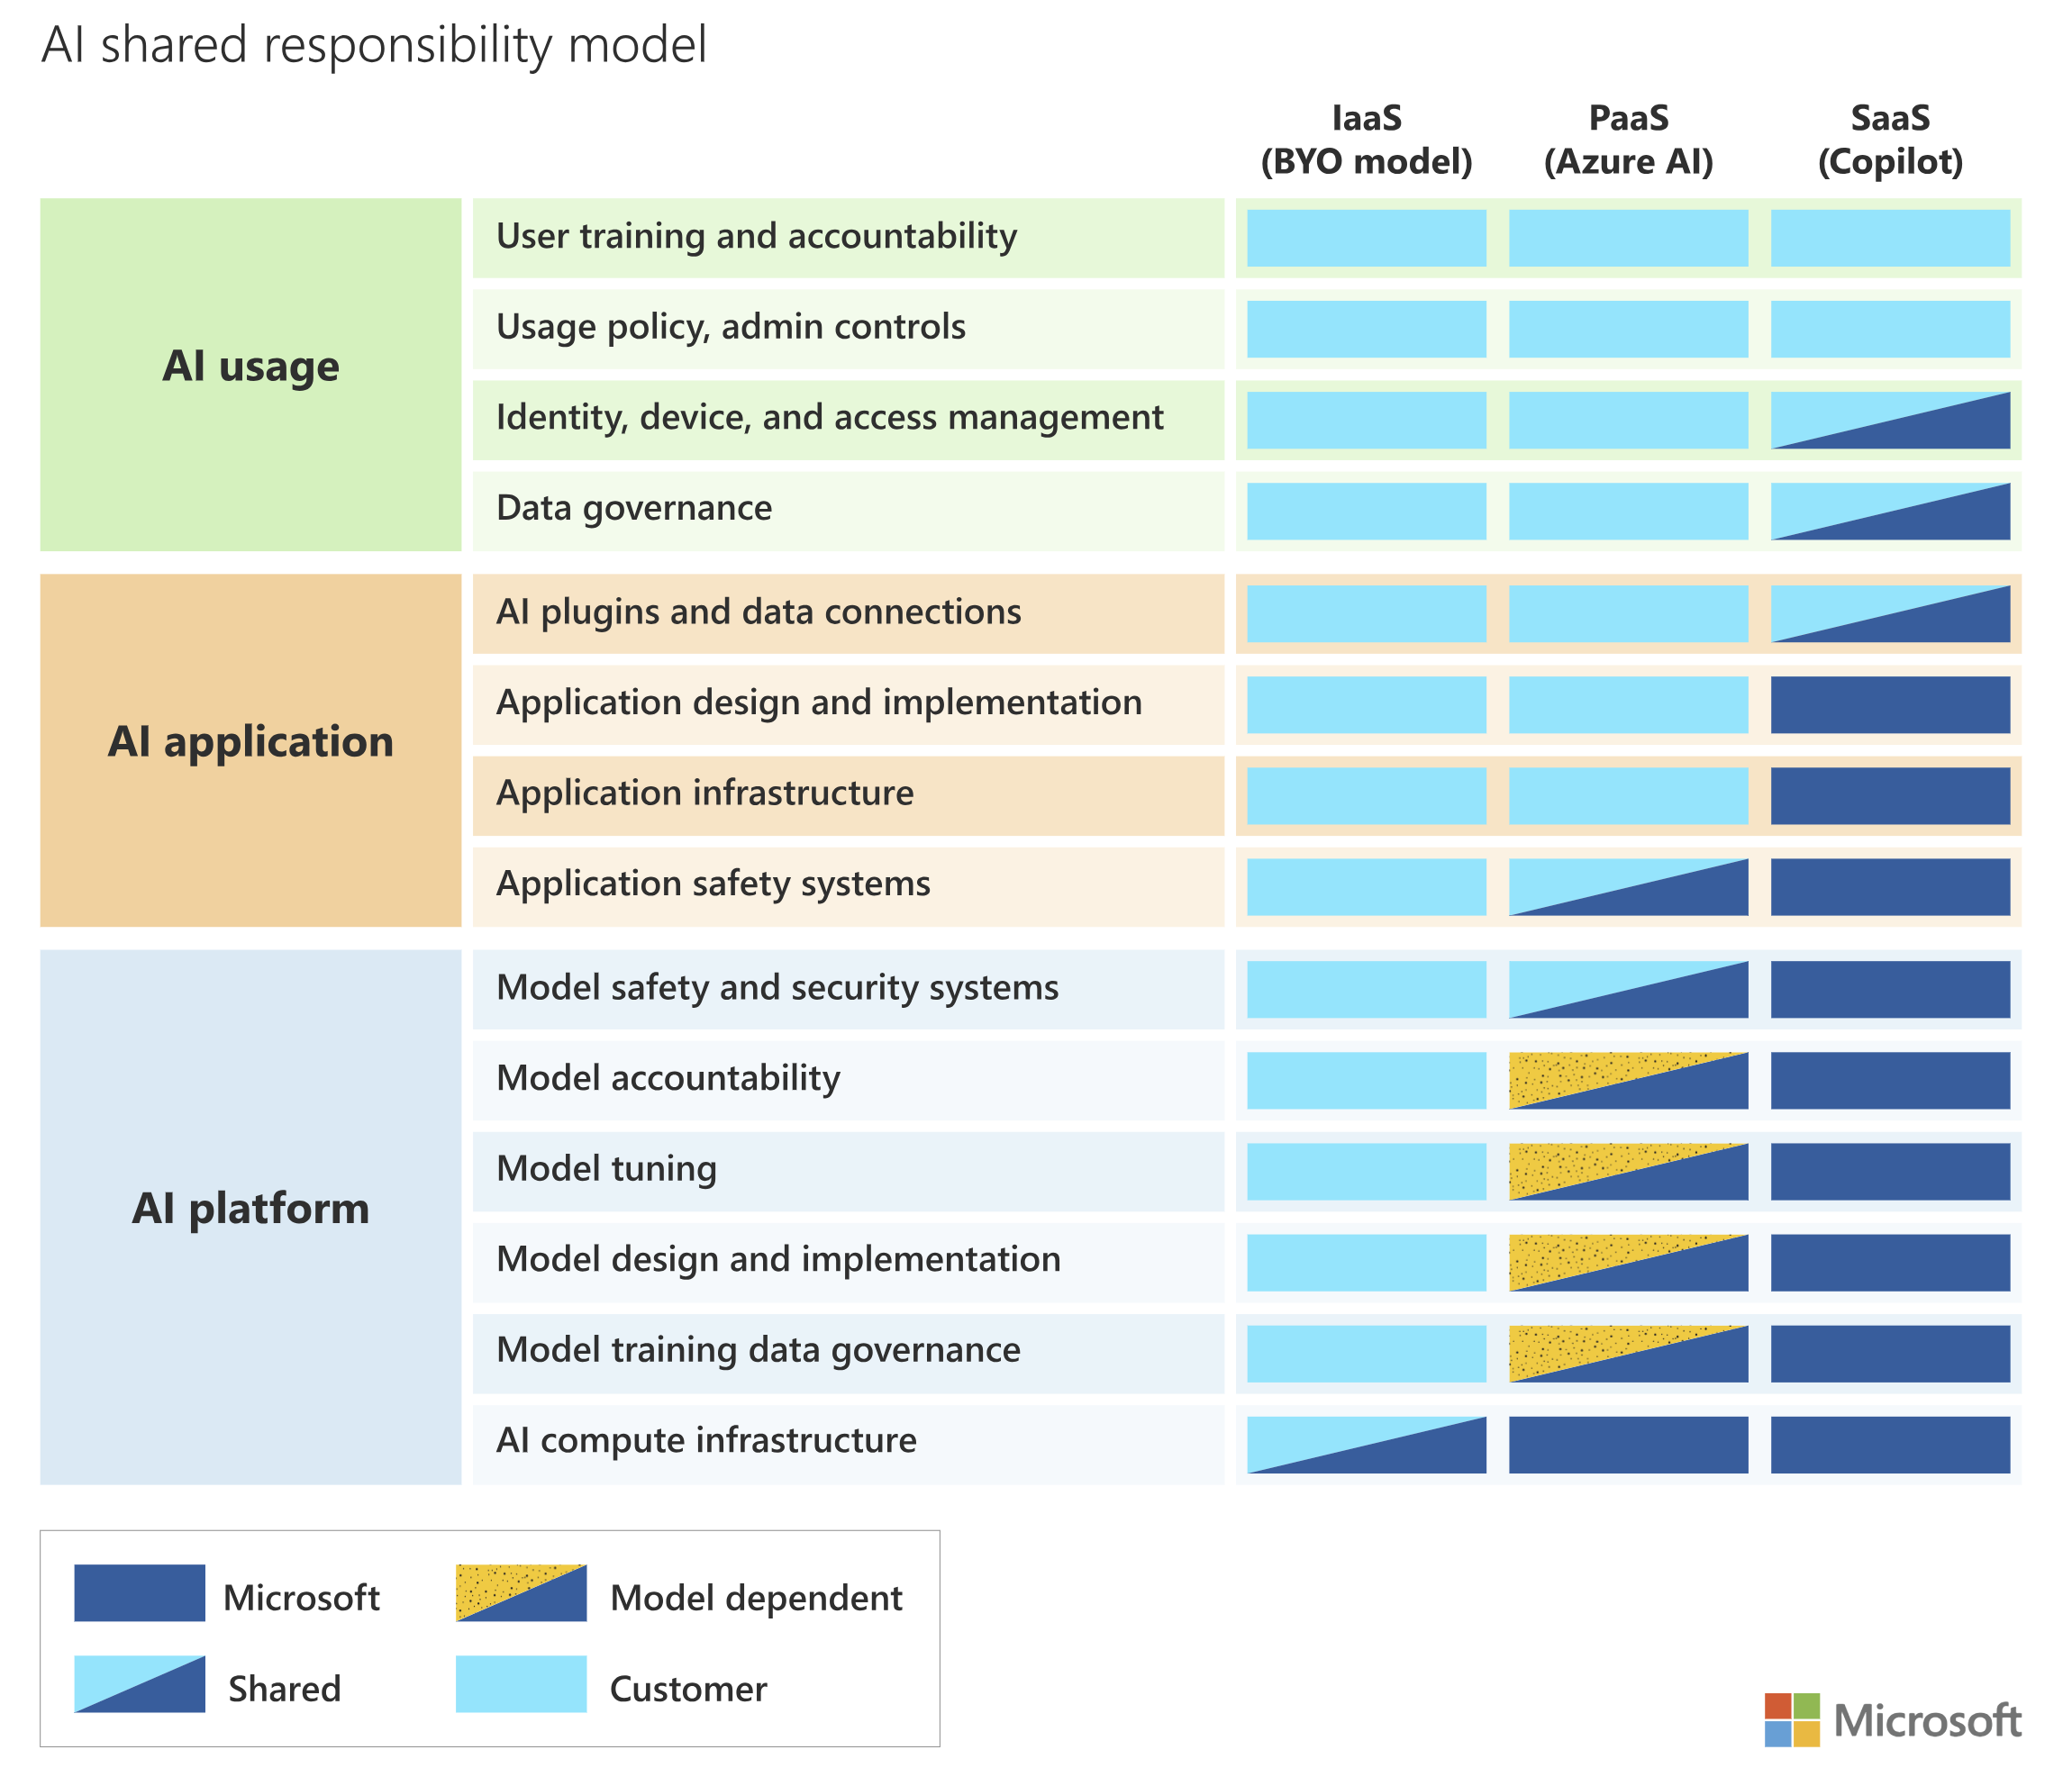 AI shared responsibility model
IaaS
(BYO model)
PaaS
(Azure AI)
SaaS
(Copilot)
AI usage
User training and accountability
Usage policy, admin controls
Identity, device, and access management
Data governance
AI application
AI plugins and data connections
Application design and implementation
Application infrastructure
Application safety systems
AI platform
Model safety and security systems
Model accountability
Model tuning
Model design and implementation
Model training data governance
AI compute infrastructure
Microsoft
Model dependent
Shared
Customer
Microsoft